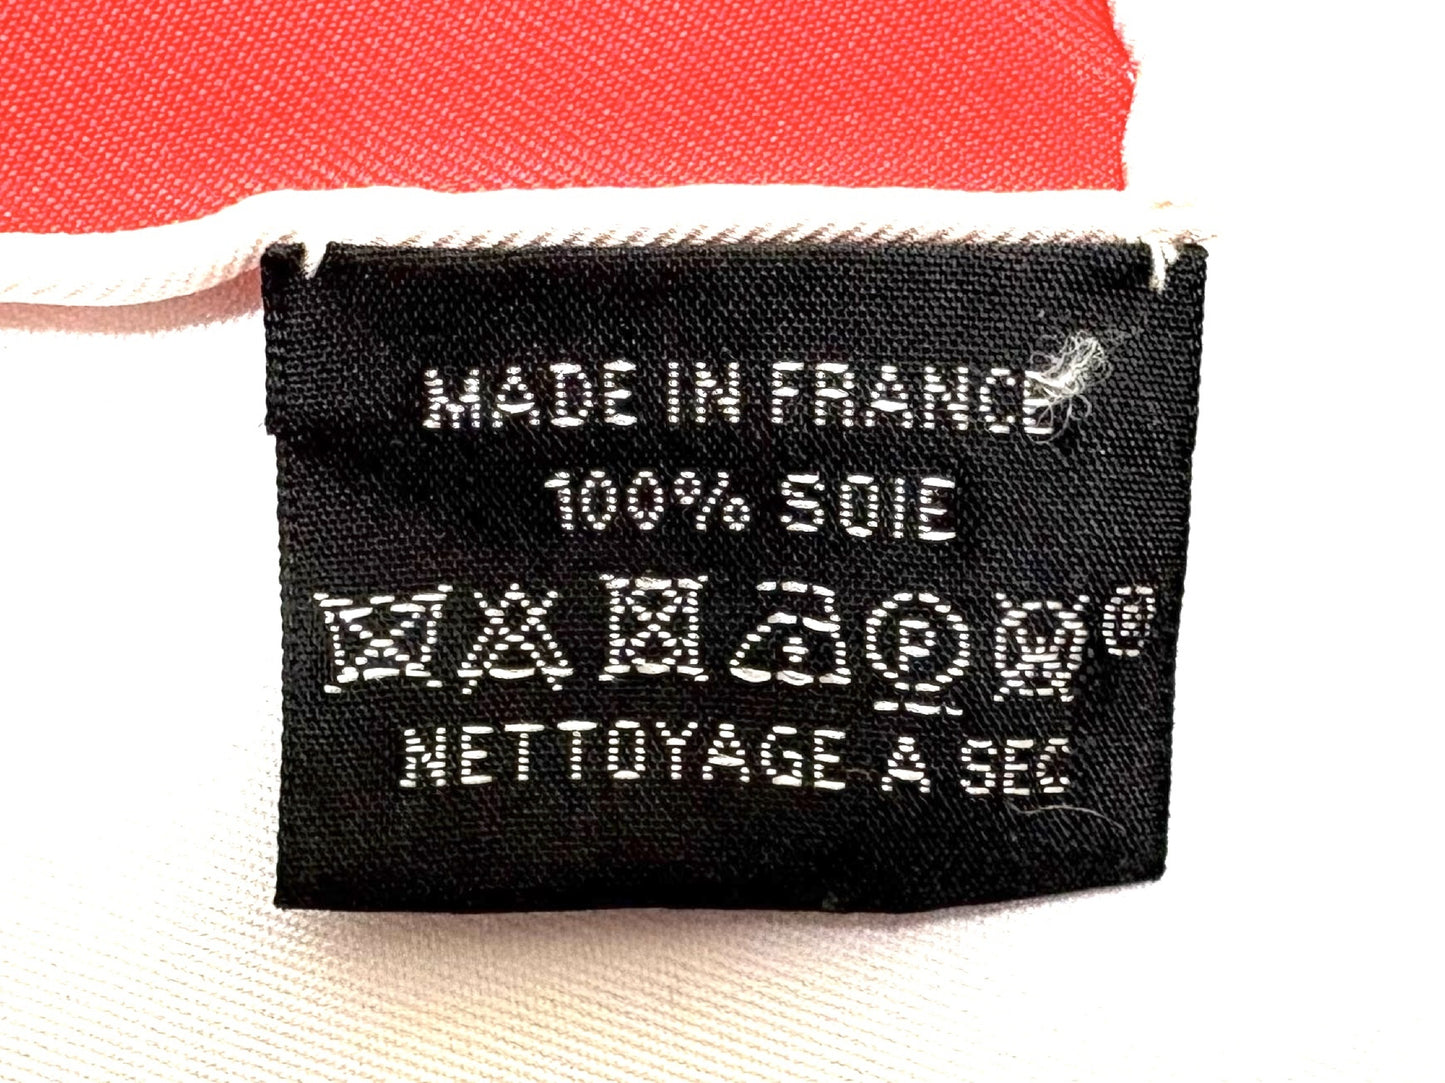 MADE IN FRANCE
100% SOIE
P W ®
NETTOYAGE A SEC